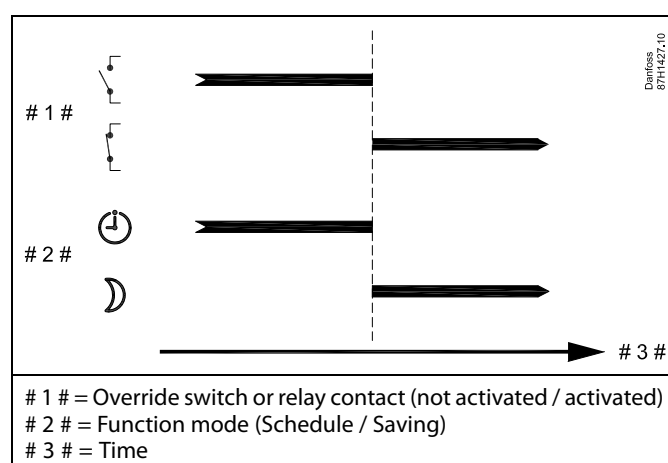 Danfoss
87H1427.10
# 1 #
# 2 #
# 3 #
# 1 # = Override switch or relay contact (not activated / activated)
# 2 # = Function mode (Schedule / Saving)
# 3 # = Time